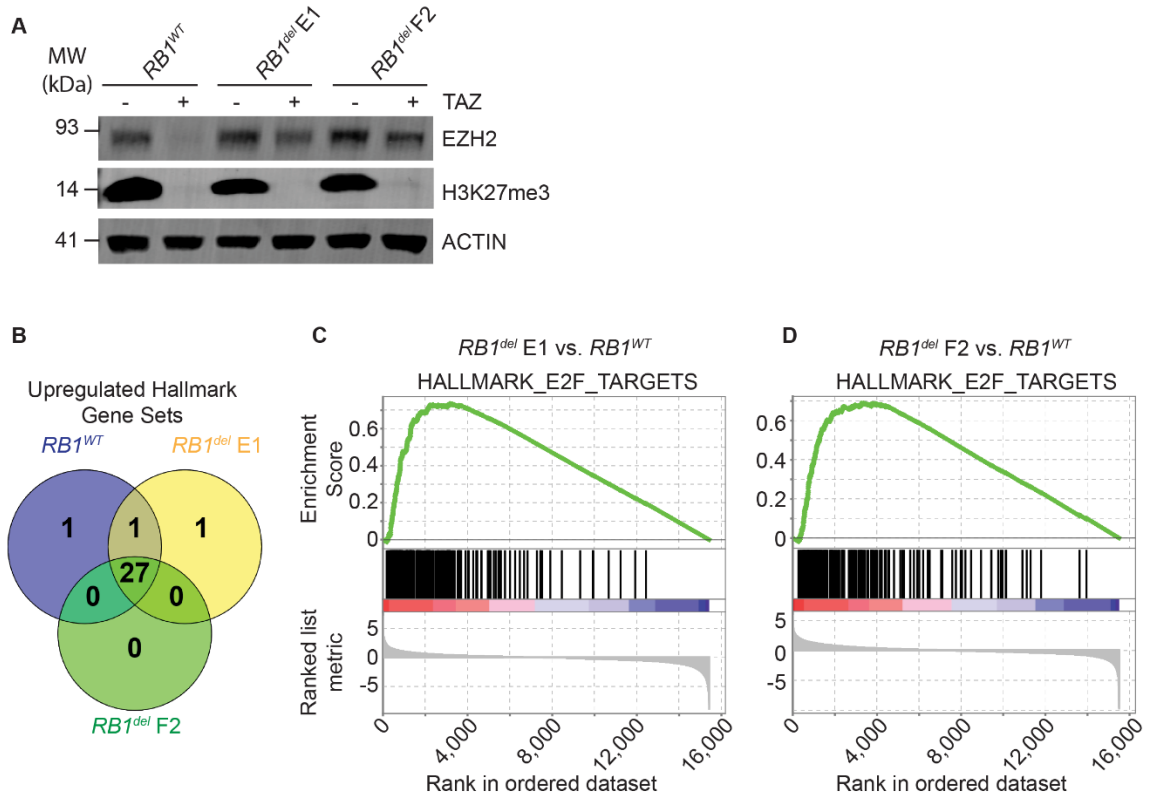 A
MW
(kDa)
RB1WT
RB1del E1
RB1del F2
- + - + - + TAZ
93 EZH2
14 H3K27me3
41 ACTIN
B
Upregulated Hallmark
Gene Sets
RB1WT RB1del E1
1 1 1
27
0 0
0
RB1del F2
C
RB1del E1 vs. RB1WT
HALLMARK_E2F_TARGETS
Enrichment
Score
0.6
0.4
0.2
0
Ranked list
metric
5
0
-5
0 4,000 8,000 12,000 16,000
Rank in ordered dataset
D
RB1del F2 vs. RB1WT
HALLMARK_E2F_TARGETS
0.6
0.4
0.2
0
5
0
-5
0 4,000 8,000 12,000 16,000
Rank in ordered dataset